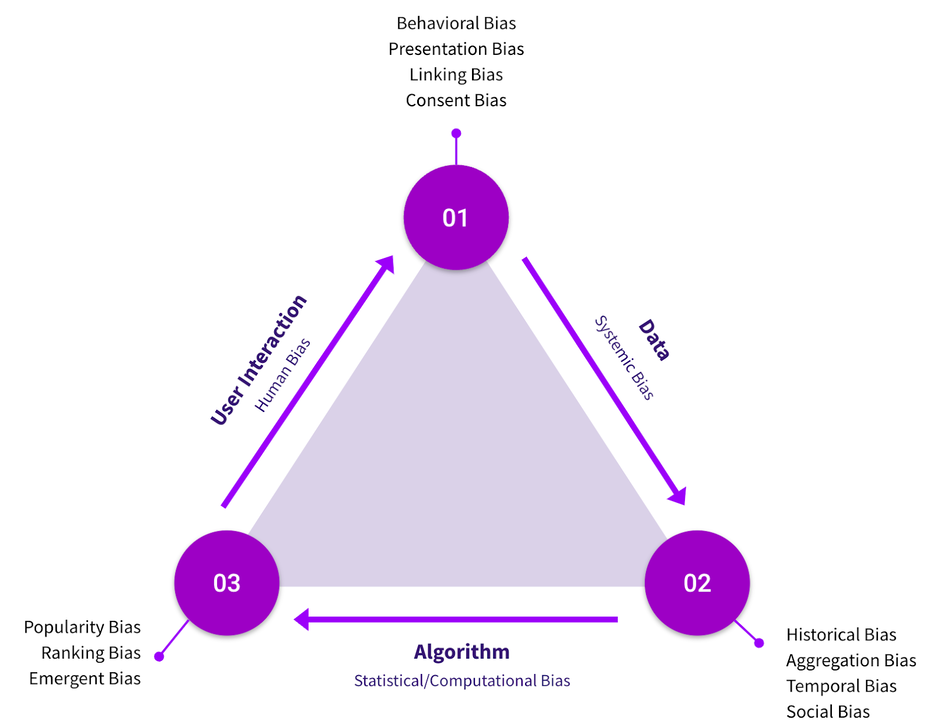 Behavioral Bias
Presentation Bias
Linking Bias
Consent Bias
01
User Interaction
Human Bias
Data
Systemic Bias
03
02
Popularity Bias
Ranking Bias
Emergent Bias
Algorithm
Statistical/Computational Bias
Historical Bias
Aggregation Bias
Temporal Bias
Social Bias